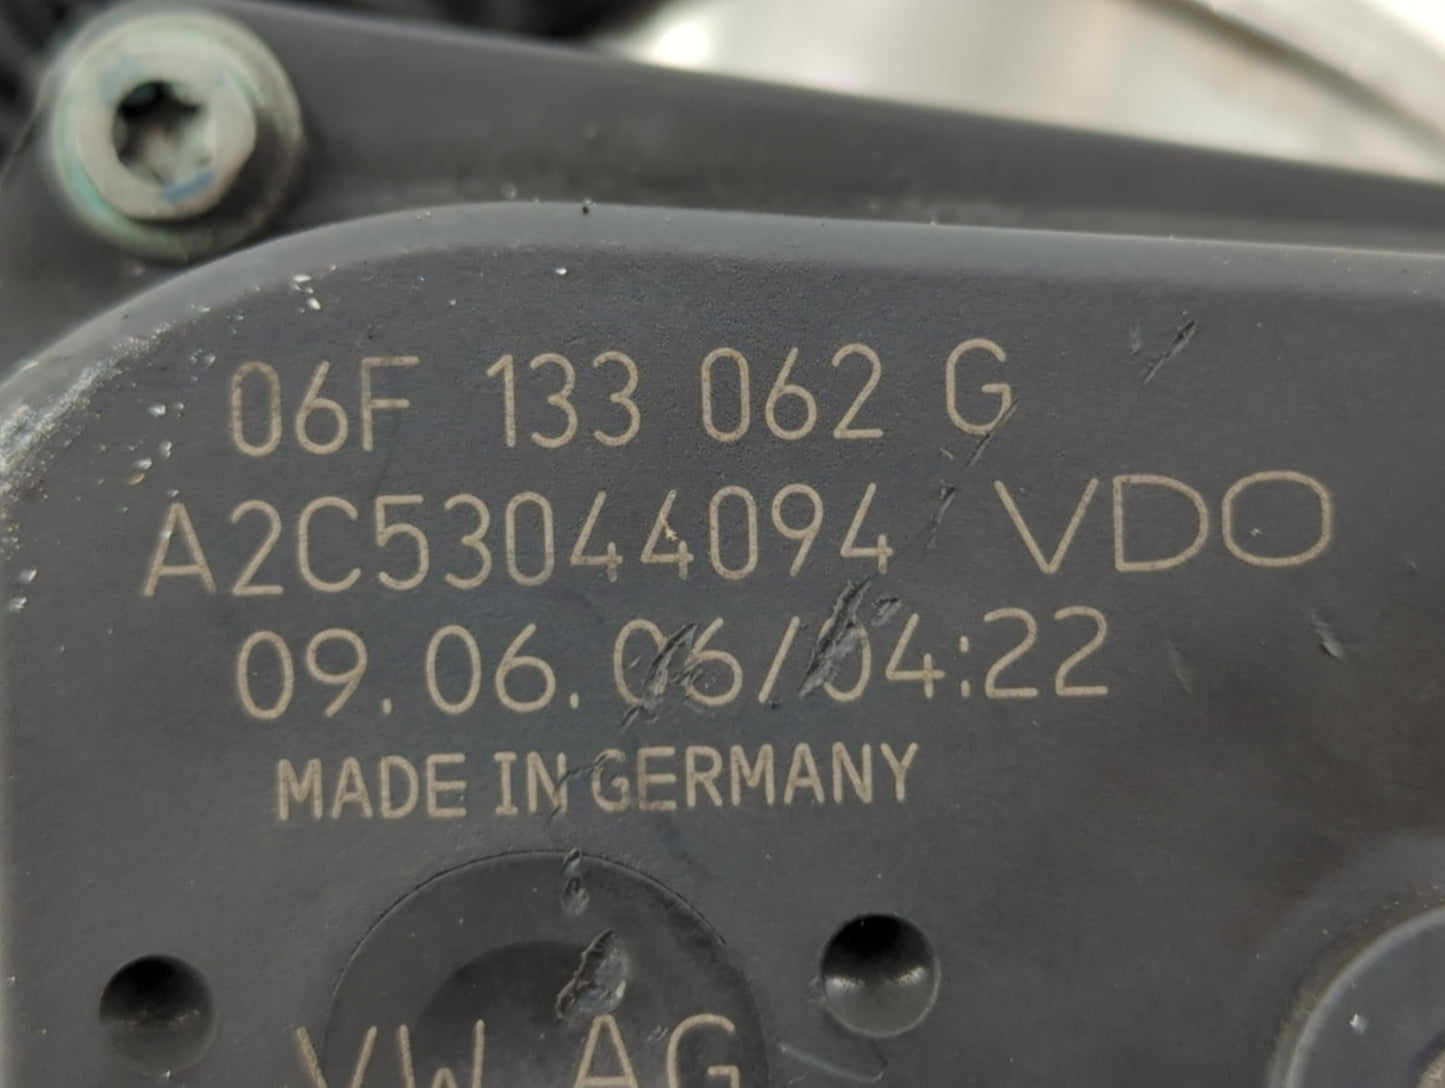 06F 133 062 G
A2C53044094 VDO
09.06.06/04:22
MADE IN GERMANY
VW AG